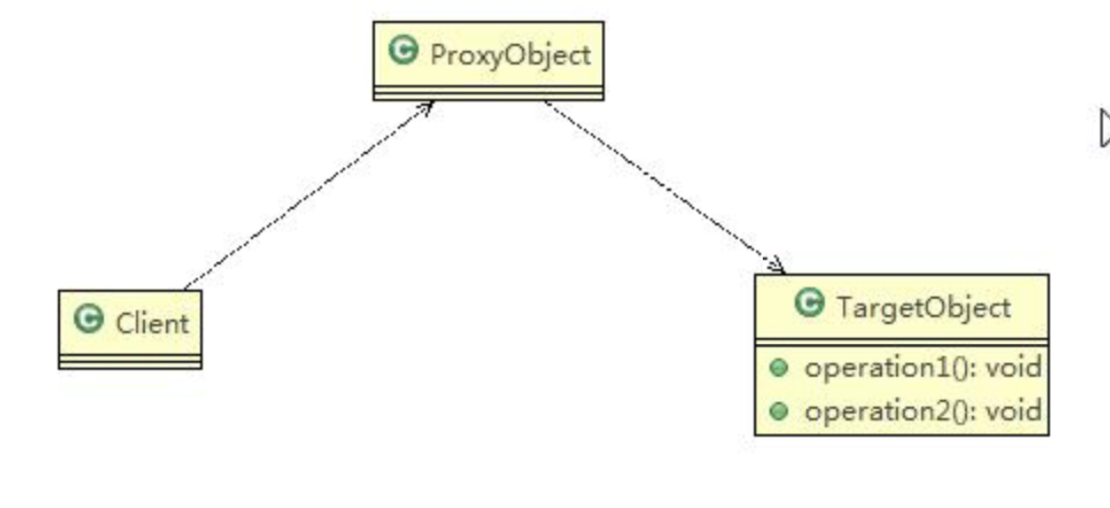 C ProxyObject
C Client
C TargetObject
operation1(): void
operation2(): void